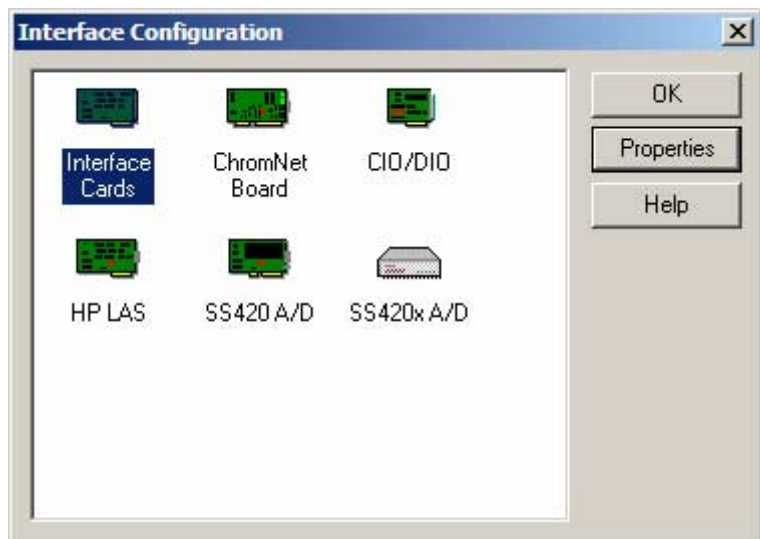 Interface Configuration
Interface
Cards
ChromNet
Board
CIO/DIO
HP LAS
SS420 A/D
SS420x A/D
OK
Properties
Help